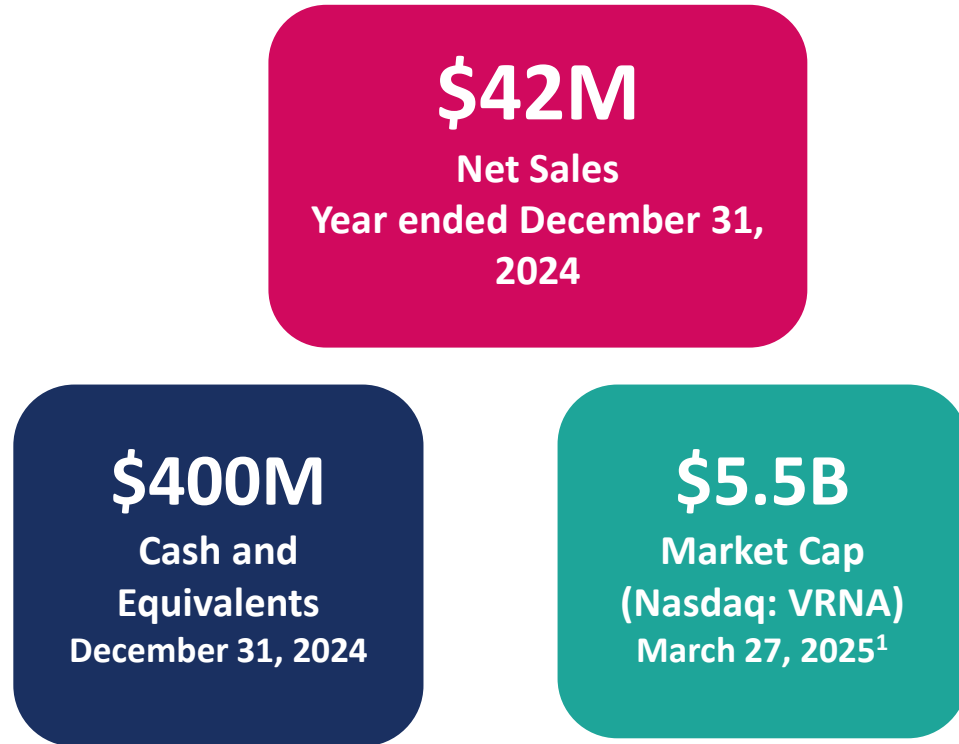 $42M
Net Sales
Year ended December 31,
2024
$400M
Cash and
Equivalents
December 31, 2024
$5.5B
Market Cap
(Nasdaq: VRNA)
March 27, 2025¹